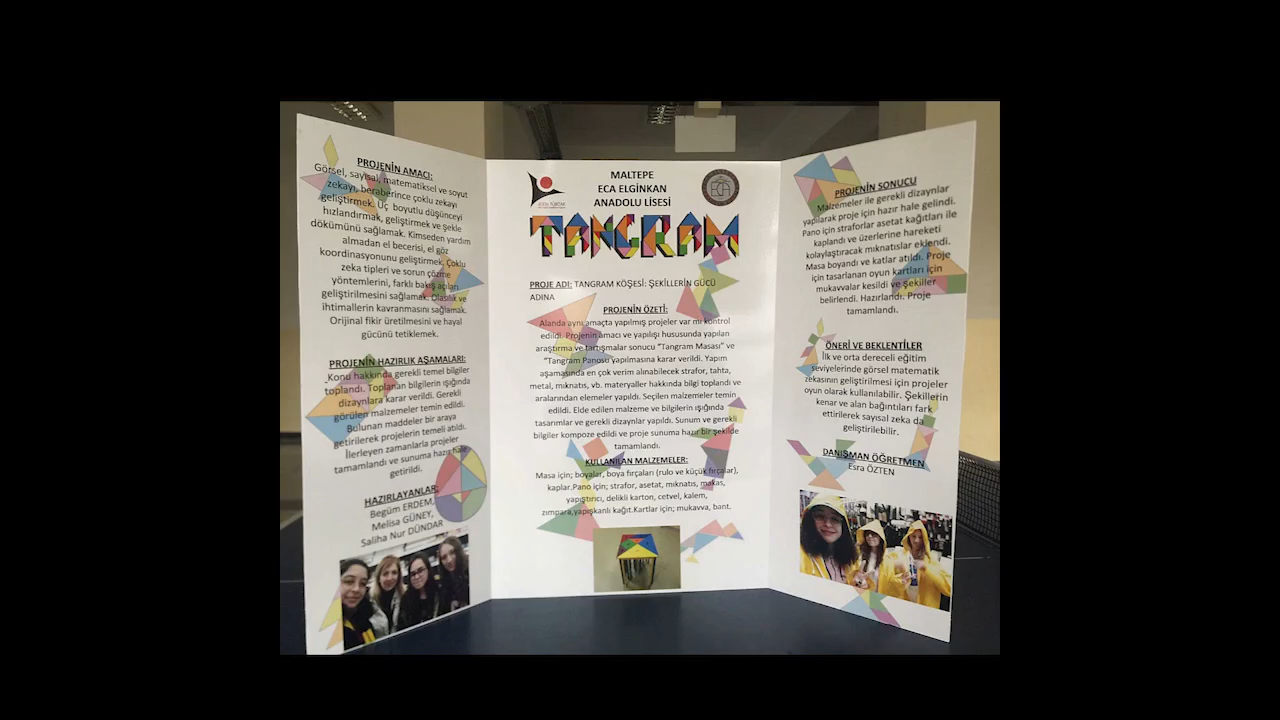 PROJENİN AMACI:
Görsel, sayısal, matematiksel ve soyut
zekayı, beraberince çoklu zekayı
geliştirmek. Üç boyutlu düşünceyi
hızlandırmak, geliştirmek ve şekle
dökümünü sağlamak. Kimseden yardım
almadan el becerisi, el göz
koordinasyonunu geliştirmek. Çoklu
zeka tipleri ve sorun çözme
yöntemlerini, farklı bakış açıları
geliştirilmesini sağlamak. Olasılık ve
ihtimallerin kavranmasını sağlamak.
Orijinal fikir üretilmesini ve hayal
gücünü tetiklemek.
PROJENİN HAZIRLIK AŞAMALARI:
Konu hakkında gerekli temel bilgiler
toplandı. Toplanan bilgilerin ışığında
dizaynlara karar verildi. Gerekli
görülen malzemeler temin edildi.
Bulunan maddeler bir araya
getirilerek projelerin temeli atıldı.
İlerleyen zamanlarla projeler
tamamlandı ve sunuma hazır hale
getirildi.
HAZIRLAYANLAR:
Begüm ERDEM,
Melisa GÜNEY,
Saliha Nur DÜNDAR
MALTEPE
ECA ELGİNKAN
ANADOLU LİSESİ
TANGRAM
PROJE ADI: TANGRAM KÖŞESİ: ŞEKİLLERİN GÜCÜ
ADINA
PROJENİN ÖZETİ:
Alanda aynı amaçta yapılmış projeler var mı kontrol
edildi. Projenin amacı ve yapılışı hususunda yapılan
araştırma ve tartışmalar sonucu "Tangram Masası" ve
"Tangram Panosu yapılmasına karar verildi. Yapım
aşamasında en çok verim alınabilecek strafor, tahta,
metal, mıknatıs, vb. materyaller hakkında bilgi toplandı ve
aralarından elemeler yapıldı. Seçilen malzemeler temin
edildi. Elde edilen malzeme ve bilgilerin ışığında
tasarımlar ve gerekli dizaynlar yapıldı. Sunum ve gerekli
bilgiler kompoze edildi ve proje sunuma hazır bir şekilde
tamamlandı.
KULLANILAN MALZEMELER:
Masa için; boyalar, boya fırçaları (rulo ve küçük fırçalar),
kaplar.Pano için; strafor, asetat, mıknatıs, makas,
yapıştırıcı, delikli karton, cetvel, kalem,
zımpara,yapışkanlı kağıt.Kartlar için; mukavva, bant.
PROJENİN SONUCU
Malzemeler ile gerekli dizaynlar
yapılarak proje için hazır hale gelindi.
Pano için straforlar asetat kağıtları ile
kaplandı ve üzerlerine hareketi
kolaylaştıracak mıknatıslar eklendi.
Masa boyandı ve katlar atıldı. Proje
için tasarlanan oyun kartları için
mukavvalar kesildi ve şekiller
belirlendi. Hazırlandı. Proje
tamamlandı.
ÖNERİ VE BEKLENTİLER
İlk ve orta dereceli eğitim
seviyelerinde görsel matematik
zekasının geliştirilmesi için projeler
oyun olarak kullanılabilir. Şekillerin
kenar ve alan bağıntıları fark
ettirilerek sayısal zeka da
geliştirilebilir.
DANIŞMAN ÖĞRETMEN
Esra ÖZTEN